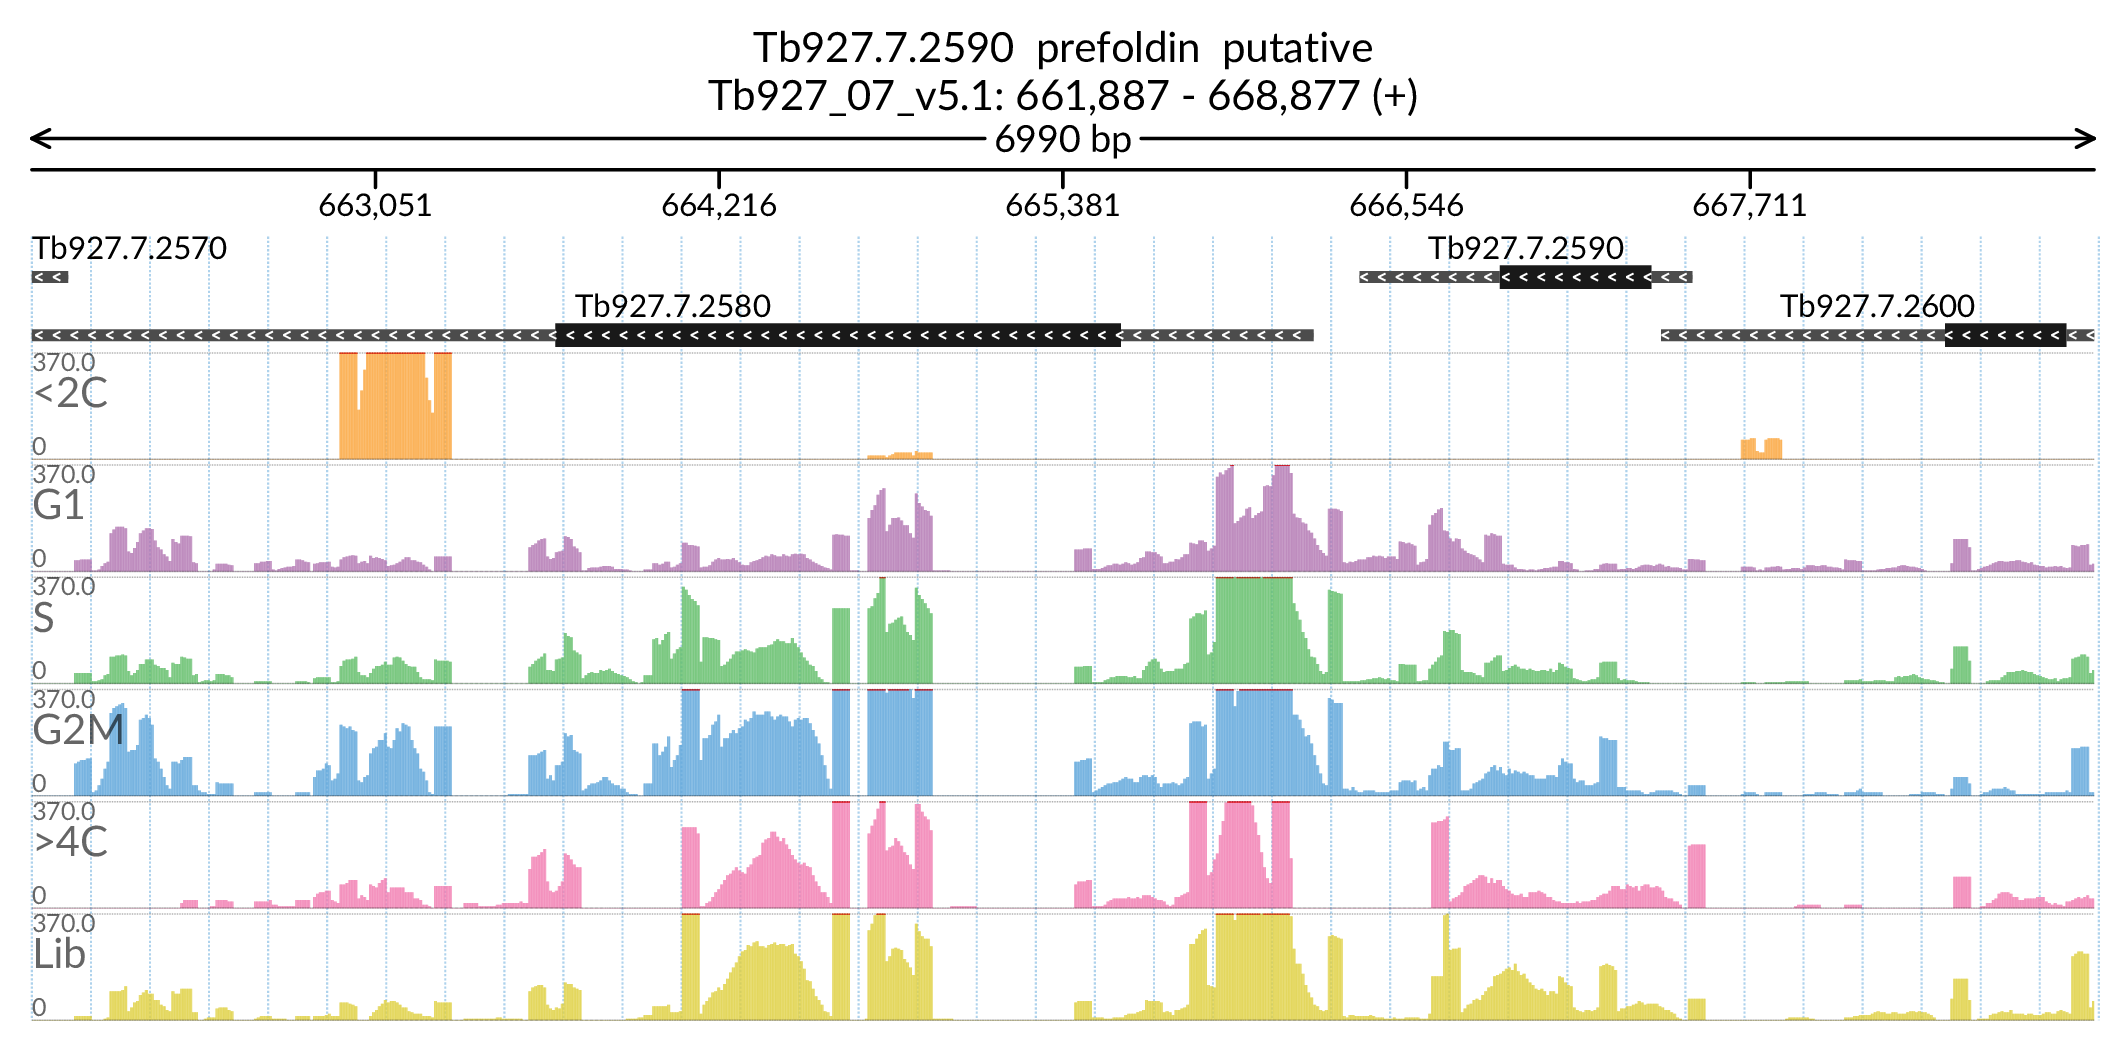 Tb927.7.2590 prefoldin putative
Tb927_07_v5.1: 661,887 - 668,877 (+)
6990 bp
663,051 664,216 665,381 666,546 667,711
Tb927.7.2570 Tb927.7.2590
Tb927.7.2580 Tb927.7.2600
370.0
<2C
0
370.0
G1
0
370.0
S
0
370.0
G2M
0
370.0
>4C
0
370.0
Lib
0